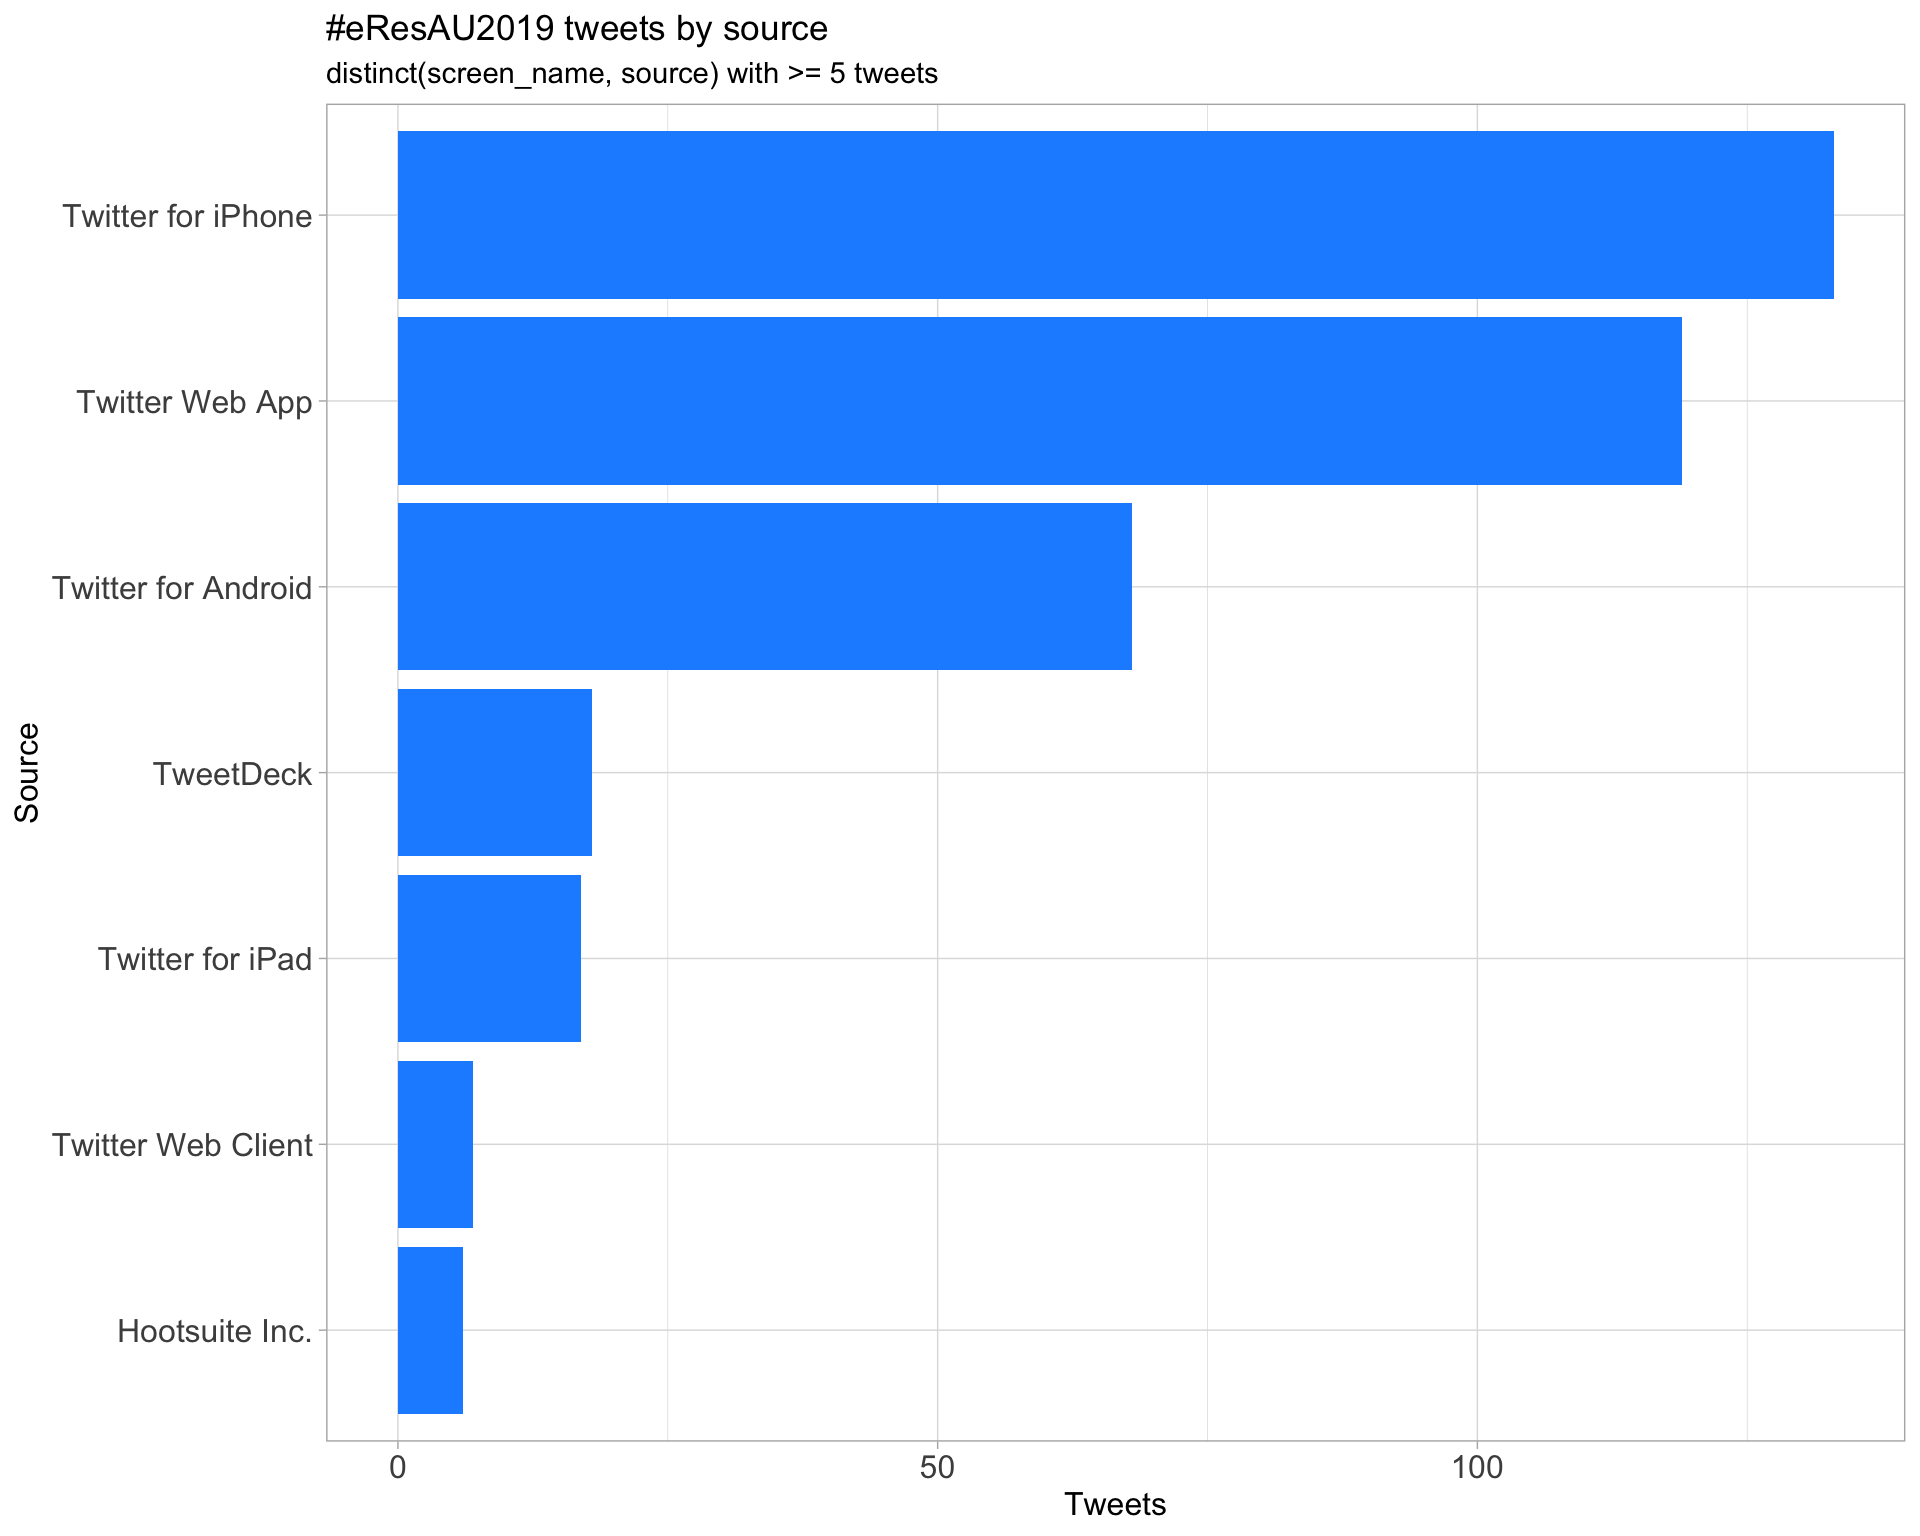 #eResAU2019 tweets by source
distinct(screen_name, source) with >= 5 tweets
Source
Twitter for iPhone
Twitter Web App
Twitter for Android
TweetDeck
Twitter for iPad
Twitter Web Client
Hootsuite Inc.
0 50 100
Tweets